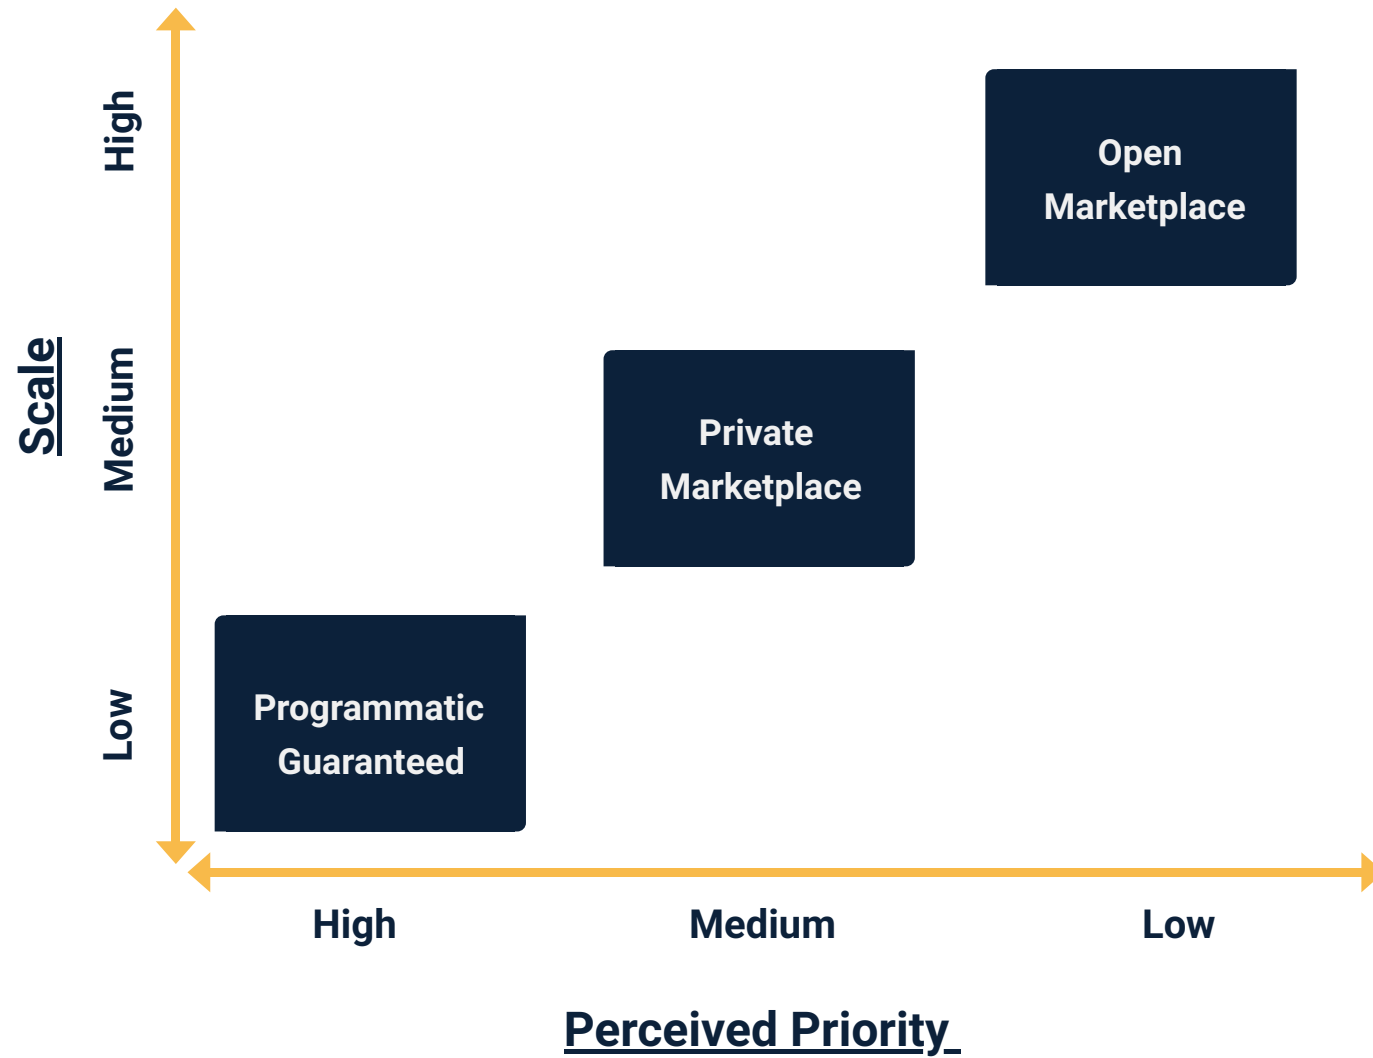 Scale
High
Medium
Low
Open
Marketplace
Private
Marketplace
Programmatic
Guaranteed
High
Medium
Low
Perceived Priority